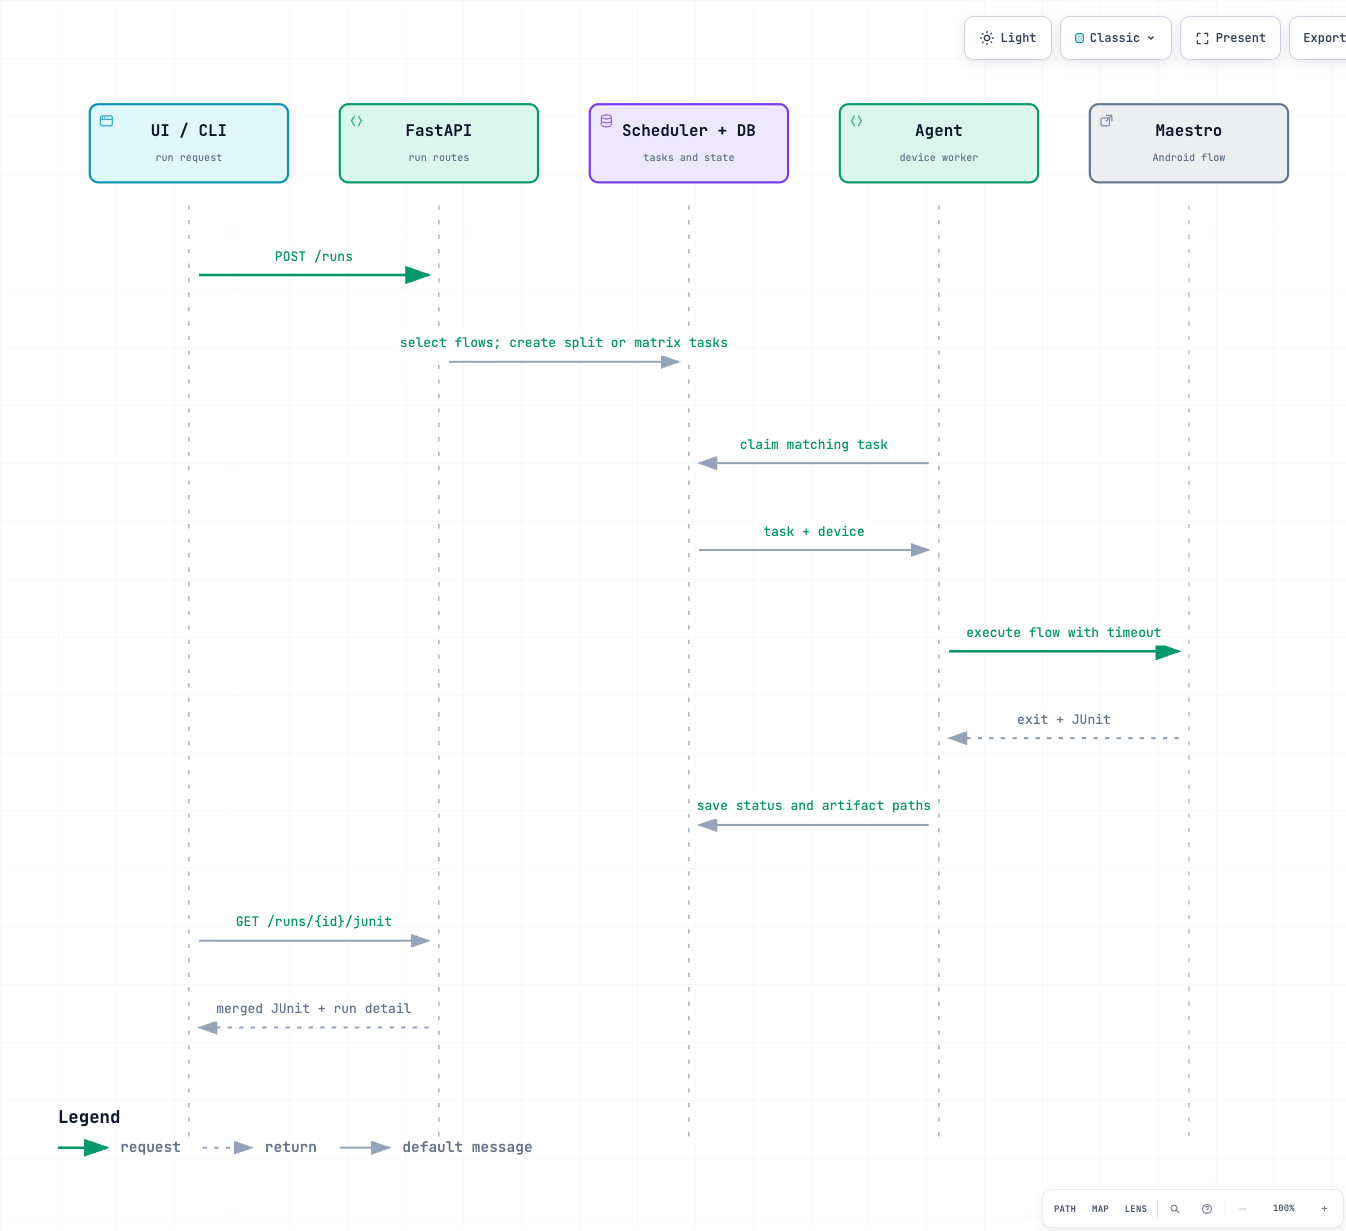 Light
Classic
Present
Export
UI / CLI
run request
FastAPI
run routes
Scheduler + DB
tasks and state
Agent
device worker
Maestro
Android flow
POST /runs
select flows; create split or matrix tasks
claim matching task
task + device
execute flow with timeout
exit + JUnit
save status and artifact paths
GET /runs/{id}/junit
merged JUnit + run detail
Legend
request
return
default message
PATH
MAP
LENS
100%